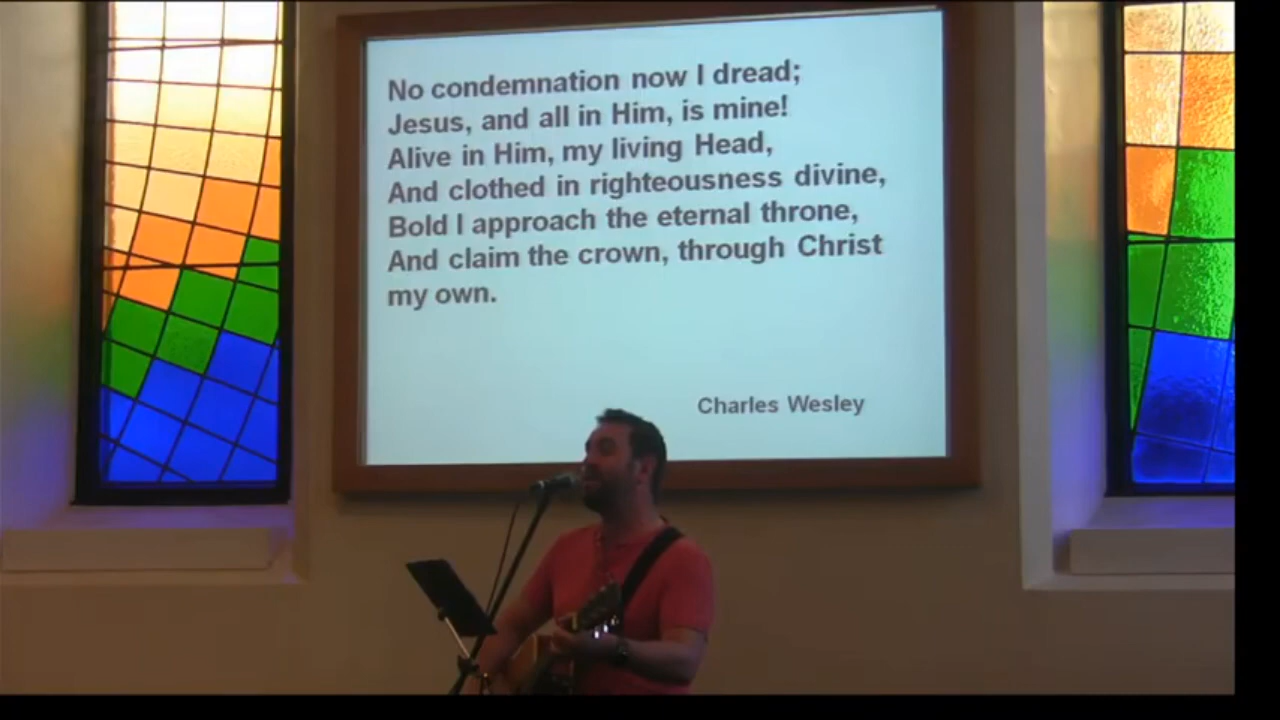 No condemnation now I dread;
Jesus, and all in Him, is mine!
Alive in Him, my living Head,
And clothed in righteousness divine,
Bold I approach the eternal throne,
And claim the crown, through Christ
my own.
Charles Wesley